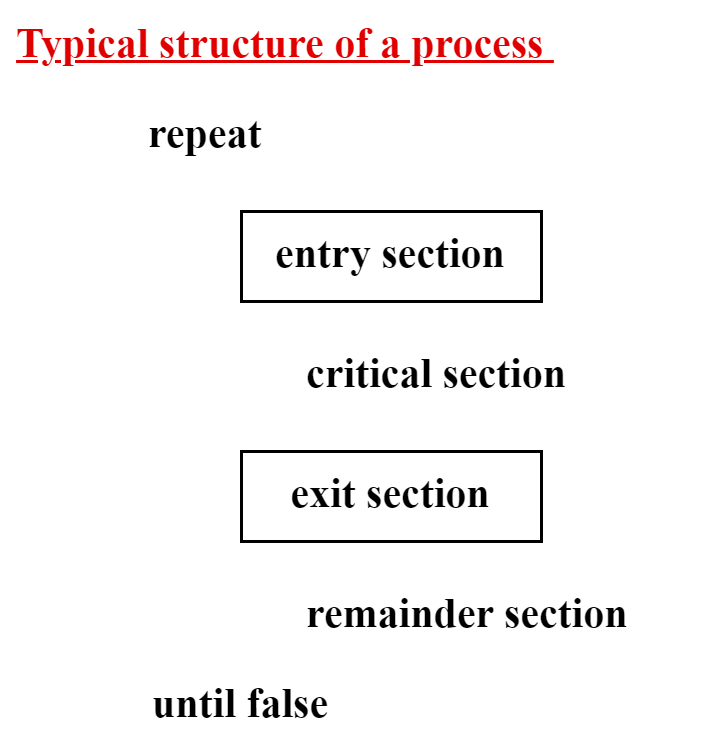 Typical structure of a process
repeat
entry section
critical section
exit section
remainder section
until false